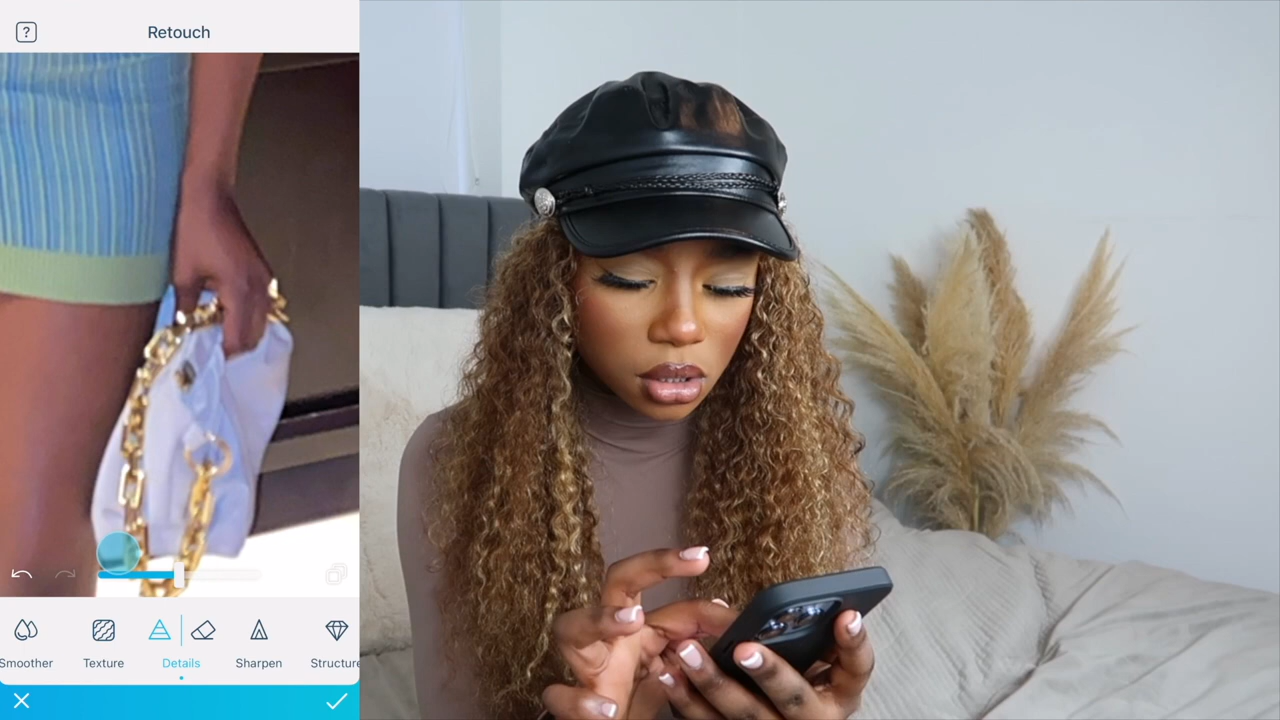 ?
Retouch
Smoother
Texture
Details
Sharpen
Structure